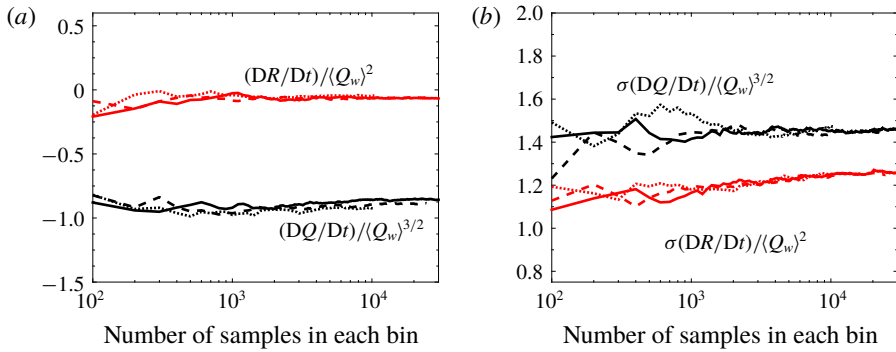 (a)
0.5
0
−0.5
−1.0
−1.5
(DR/Dt)/⟨Q_w⟩^2
(DQ/Dt)/⟨Q_w⟩^{3/2}
10^2 10^3 10^4
Number of samples in each bin
(b)
2.0
1.8
1.6
1.4
1.2
1.0
0.8
σ(DQ/Dt)/⟨Q_w⟩^{3/2}
σ(DR/Dt)/⟨Q_w⟩^2
10^2 10^3 10^4
Number of samples in each bin